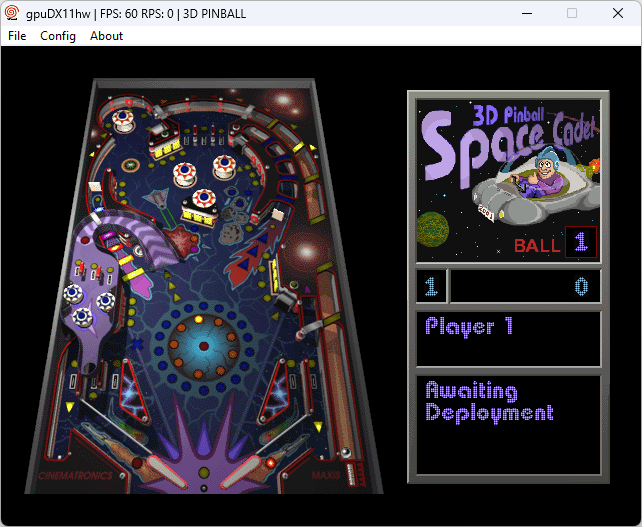 gpuDX11hw | FPS: 60 RPS: 0 | 3D PINBALL
File Config About
3D Pinball
Space Cadet
BALL 1
1 0
Player 1
Awaiting
Deployment
CINEMATRONICS
MAXIS